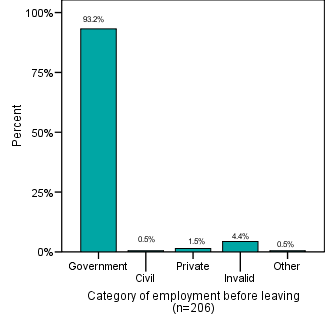 100%
93.2%
75%
Percent
50%
25%
0.5%
1.5%
4.4%
0.5%
0%
Government
Private
Other
Civil
Invalid
Category of employment before leaving
(n=206)